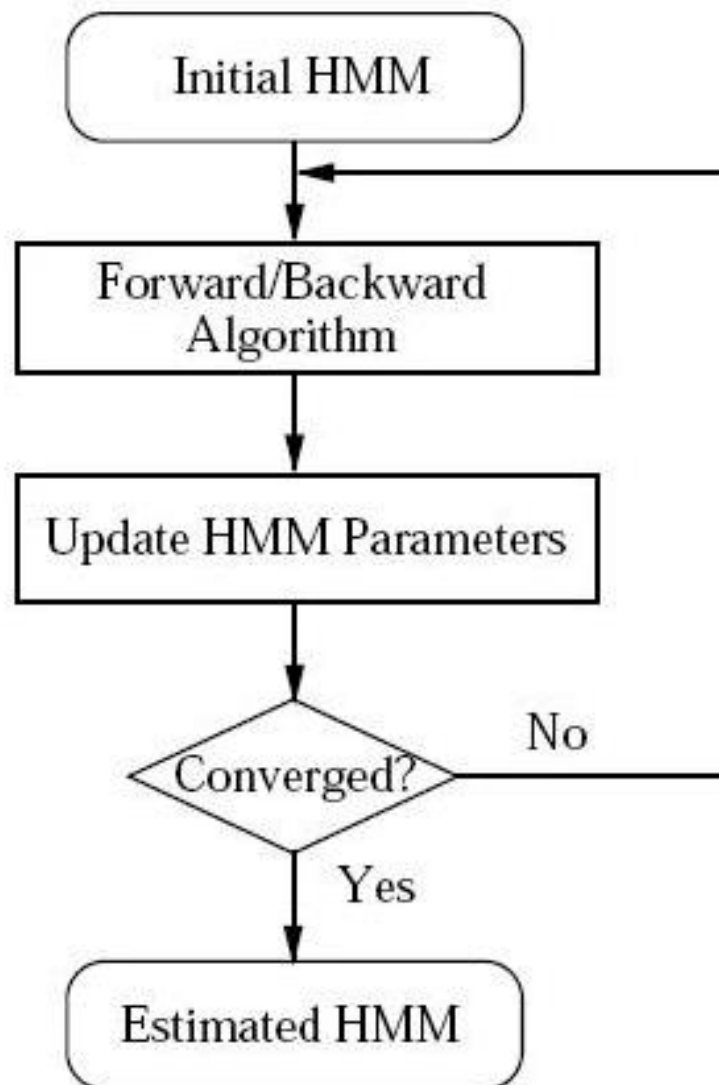 Initial HMM
Forward/Backward
Algorithm
Update HMM Parameters
Converged?
No
Yes
Estimated HMM